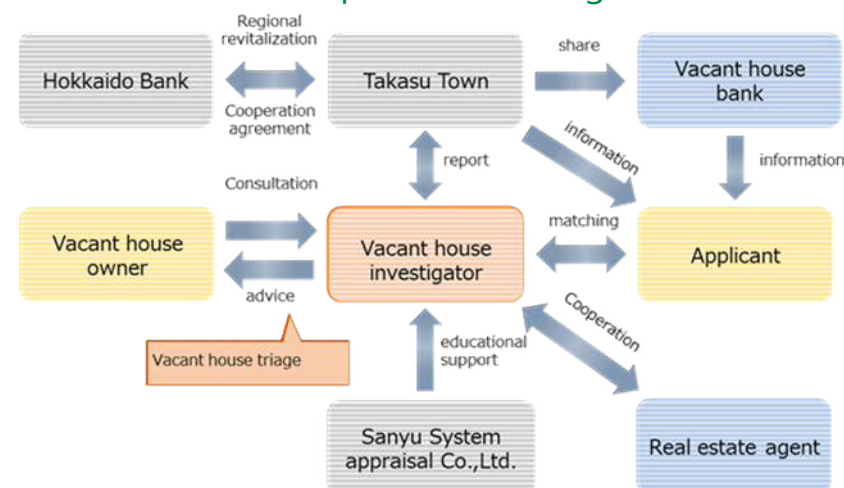 Regional
revitalization
share
Hokkaido Bank
Takasu Town
Vacant house
bank
Cooperation
agreement
information
report
information
Consultation
matching
Vacant house
owner
Vacant house
investigator
Applicant
advice
Cooperation
Vacant house triage
educational
support
Sanyu System
appraisal Co.,Ltd.
Real estate agent